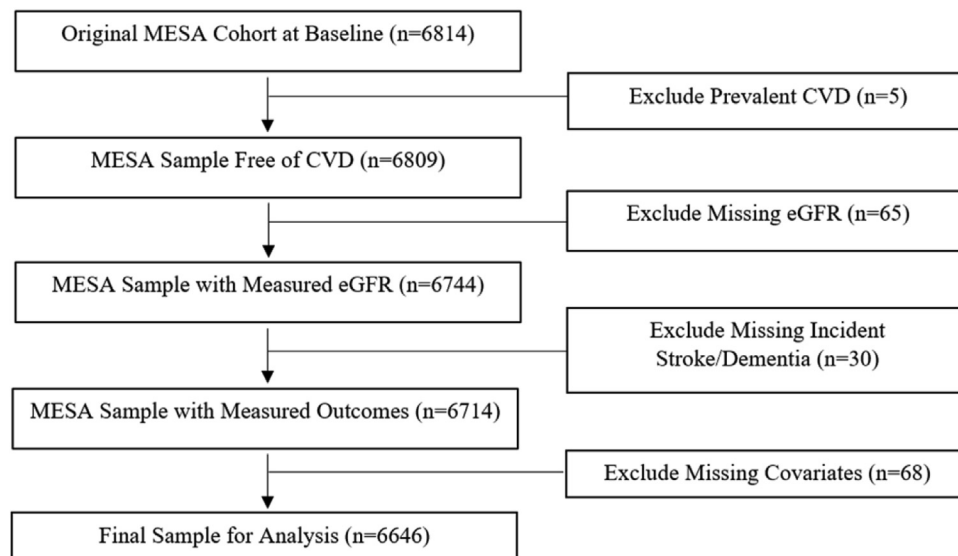 Original MESA Cohort at Baseline (n=6814)
Exclude Prevalent CVD (n=5)
MESA Sample Free of CVD (n=6809)
Exclude Missing eGFR (n=65)
MESA Sample with Measured eGFR (n=6744)
Exclude Missing Incident
Stroke/Dementia (n=30)
MESA Sample with Measured Outcomes (n=6714)
Exclude Missing Covariates (n=68)
Final Sample for Analysis (n=6646)